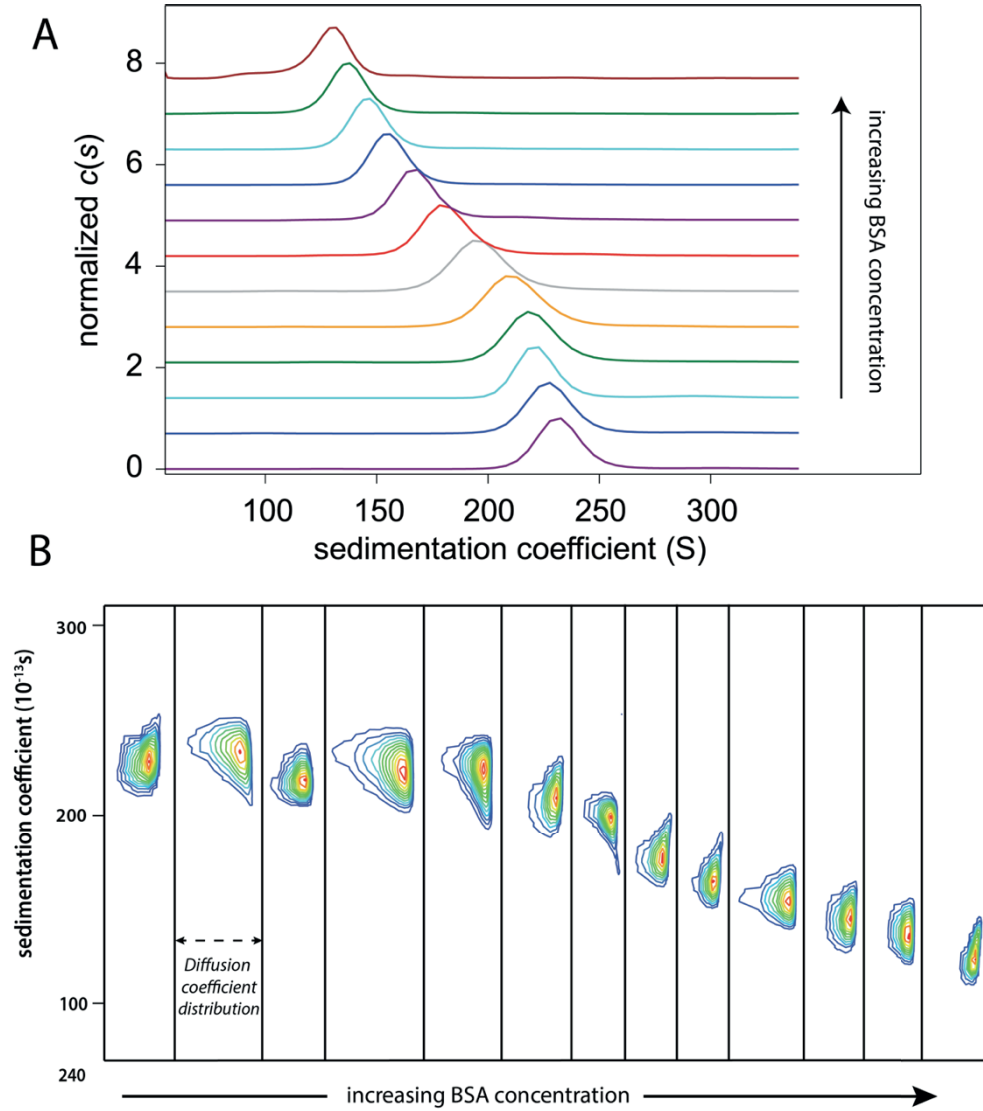 A
normalized c(s)
8
6
4
2
0
100 150 200 250 300
sedimentation coefficient (S)
increasing BSA concentration
B
sedimentation coefficient (10⁻¹³s)
300
200
100
240
Diffusion
coefficient
distribution
increasing BSA concentration